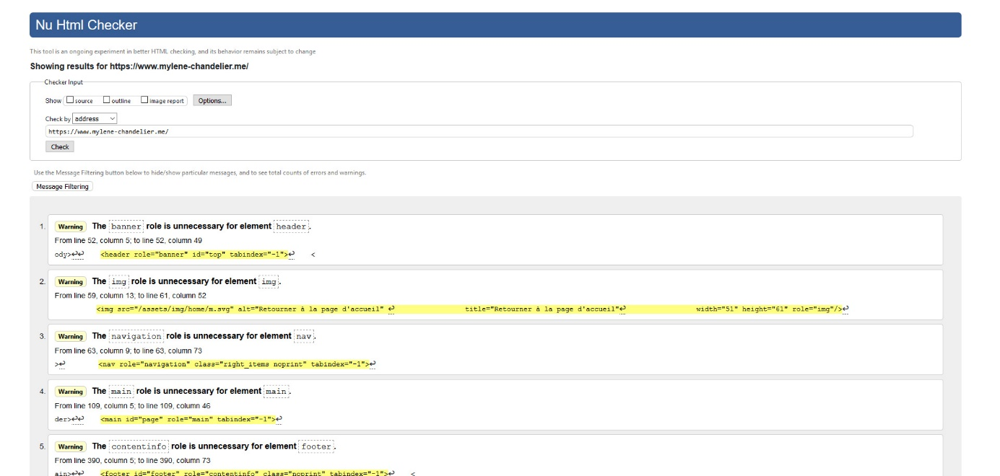 Nu Html Checker
This tool is an ongoing experiment in better HTML checking, and its behavior remains subject to change
Showing results for https://www.mylene-chandelier.me/
Checker Input
Show source outline image report Options...
Check by address
https://www.mylene-chandelier.me/
Check
Use the Message Filtering button below to hide/show particular messages, and to see total counts of errors and warnings.
Message Filtering
1. Warning The banner role is unnecessary for element header.
From line 52, column 5; to line 52, column 49
ody>↩↩ <header role="banner" id="top" tabindex="-1">↩ <
2. Warning The img role is unnecessary for element img.
From line 59, column 13; to line 61, column 52
<img src="/assets/img/home/m.svg" alt="Retourner à la page d'accueil" ↩ title="Retourner à la page d'accueil"↩ width="51" height="61" role="img"/>↩
3. Warning The navigation role is unnecessary for element nav.
From line 63, column 9; to line 63, column 73
>↩ <nav role="navigation" class="right_items noprint" tabindex="-1">↩
4. Warning The main role is unnecessary for element main.
From line 109, column 5; to line 109, column 46
der>↩↩ <main id="page" role="main" tabindex="-1">↩
5. Warning The contentinfo role is unnecessary for element footer.
From line 390, column 5; to line 390, column 73
ain>↩↩ <footer id="footer" role="contentinfo" class="noprint" tabindex="-1">↩ <